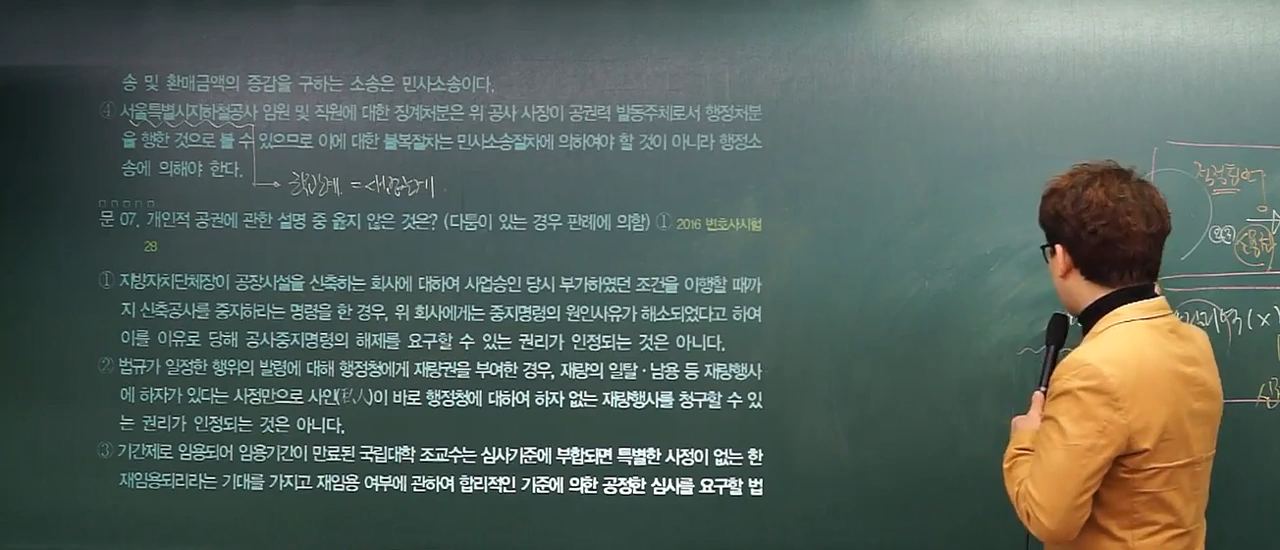 송 및 환매금액의 증감을 구하는 소송은 민사소송이다.
④ 서울특별시지하철공사 임원 및 직원에 대한 징계처분은 위 공사 사장이 공권력 발동주체로서 행정처분
을 행한 것으로 볼 수 있으므로 이에 대한 불복절차는 민사소송절차에 의하여야 할 것이 아니라 행정소
송에 의해야 한다.
문 07. 개인적 공권에 관한 설명 중 옳지 않은 것은? (다툼이 있는 경우 판례에 의함) ① 2016 변호사시험
28
① 지방자치단체장이 공장시설을 신축하는 회사에 대하여 사업승인 당시 부가하였던 조건을 이행할 때까
지 신축공사를 중지하라는 명령을 한 경우, 위 회사에게는 중지명령의 원인사유가 해소되었다고 하여
이를 이유로 당해 공사중지명령의 해제를 요구할 수 있는 권리가 인정되는 것은 아니다.
② 법규가 일정한 행위의 발령에 대해 행정청에게 재량권을 부여한 경우, 재량의 일탈·남용 등 재량행사
에 하자가 있다는 사정만으로 사인(私人)이 바로 행정청에 대하여 하자 없는 재량행사를 청구할 수 있
는 권리가 인정되는 것은 아니다.
③ 기간제로 임용되어 임용기간이 만료된 국립대학 조교수는 심사기준에 부합되면 특별한 사정이 없는 한
재임용되리라는 기대를 가지고 재임용 여부에 관하여 합리적인 기준에 의한 공정한 심사를 요구할 법